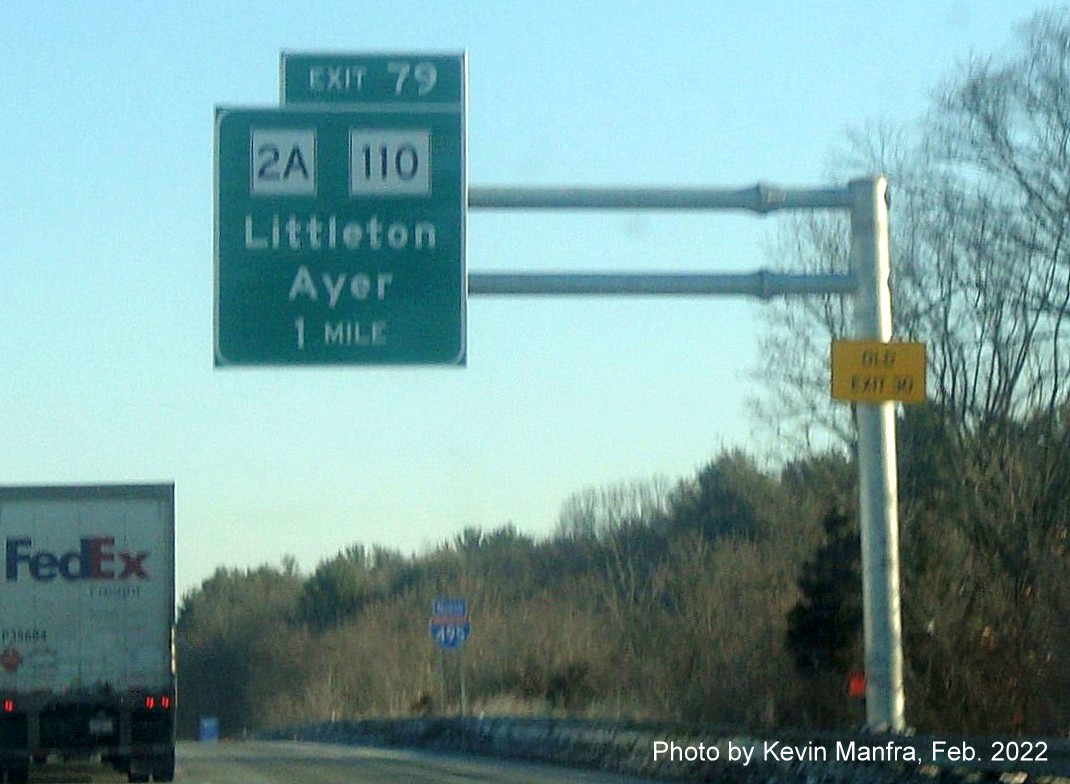 EXIT 79
2A 110
Littleton
Ayer
1 MILE
OLD
EXIT 30
FedEx
Freight
NORTH
495
Photo by Kevin Manfra, Feb. 2022